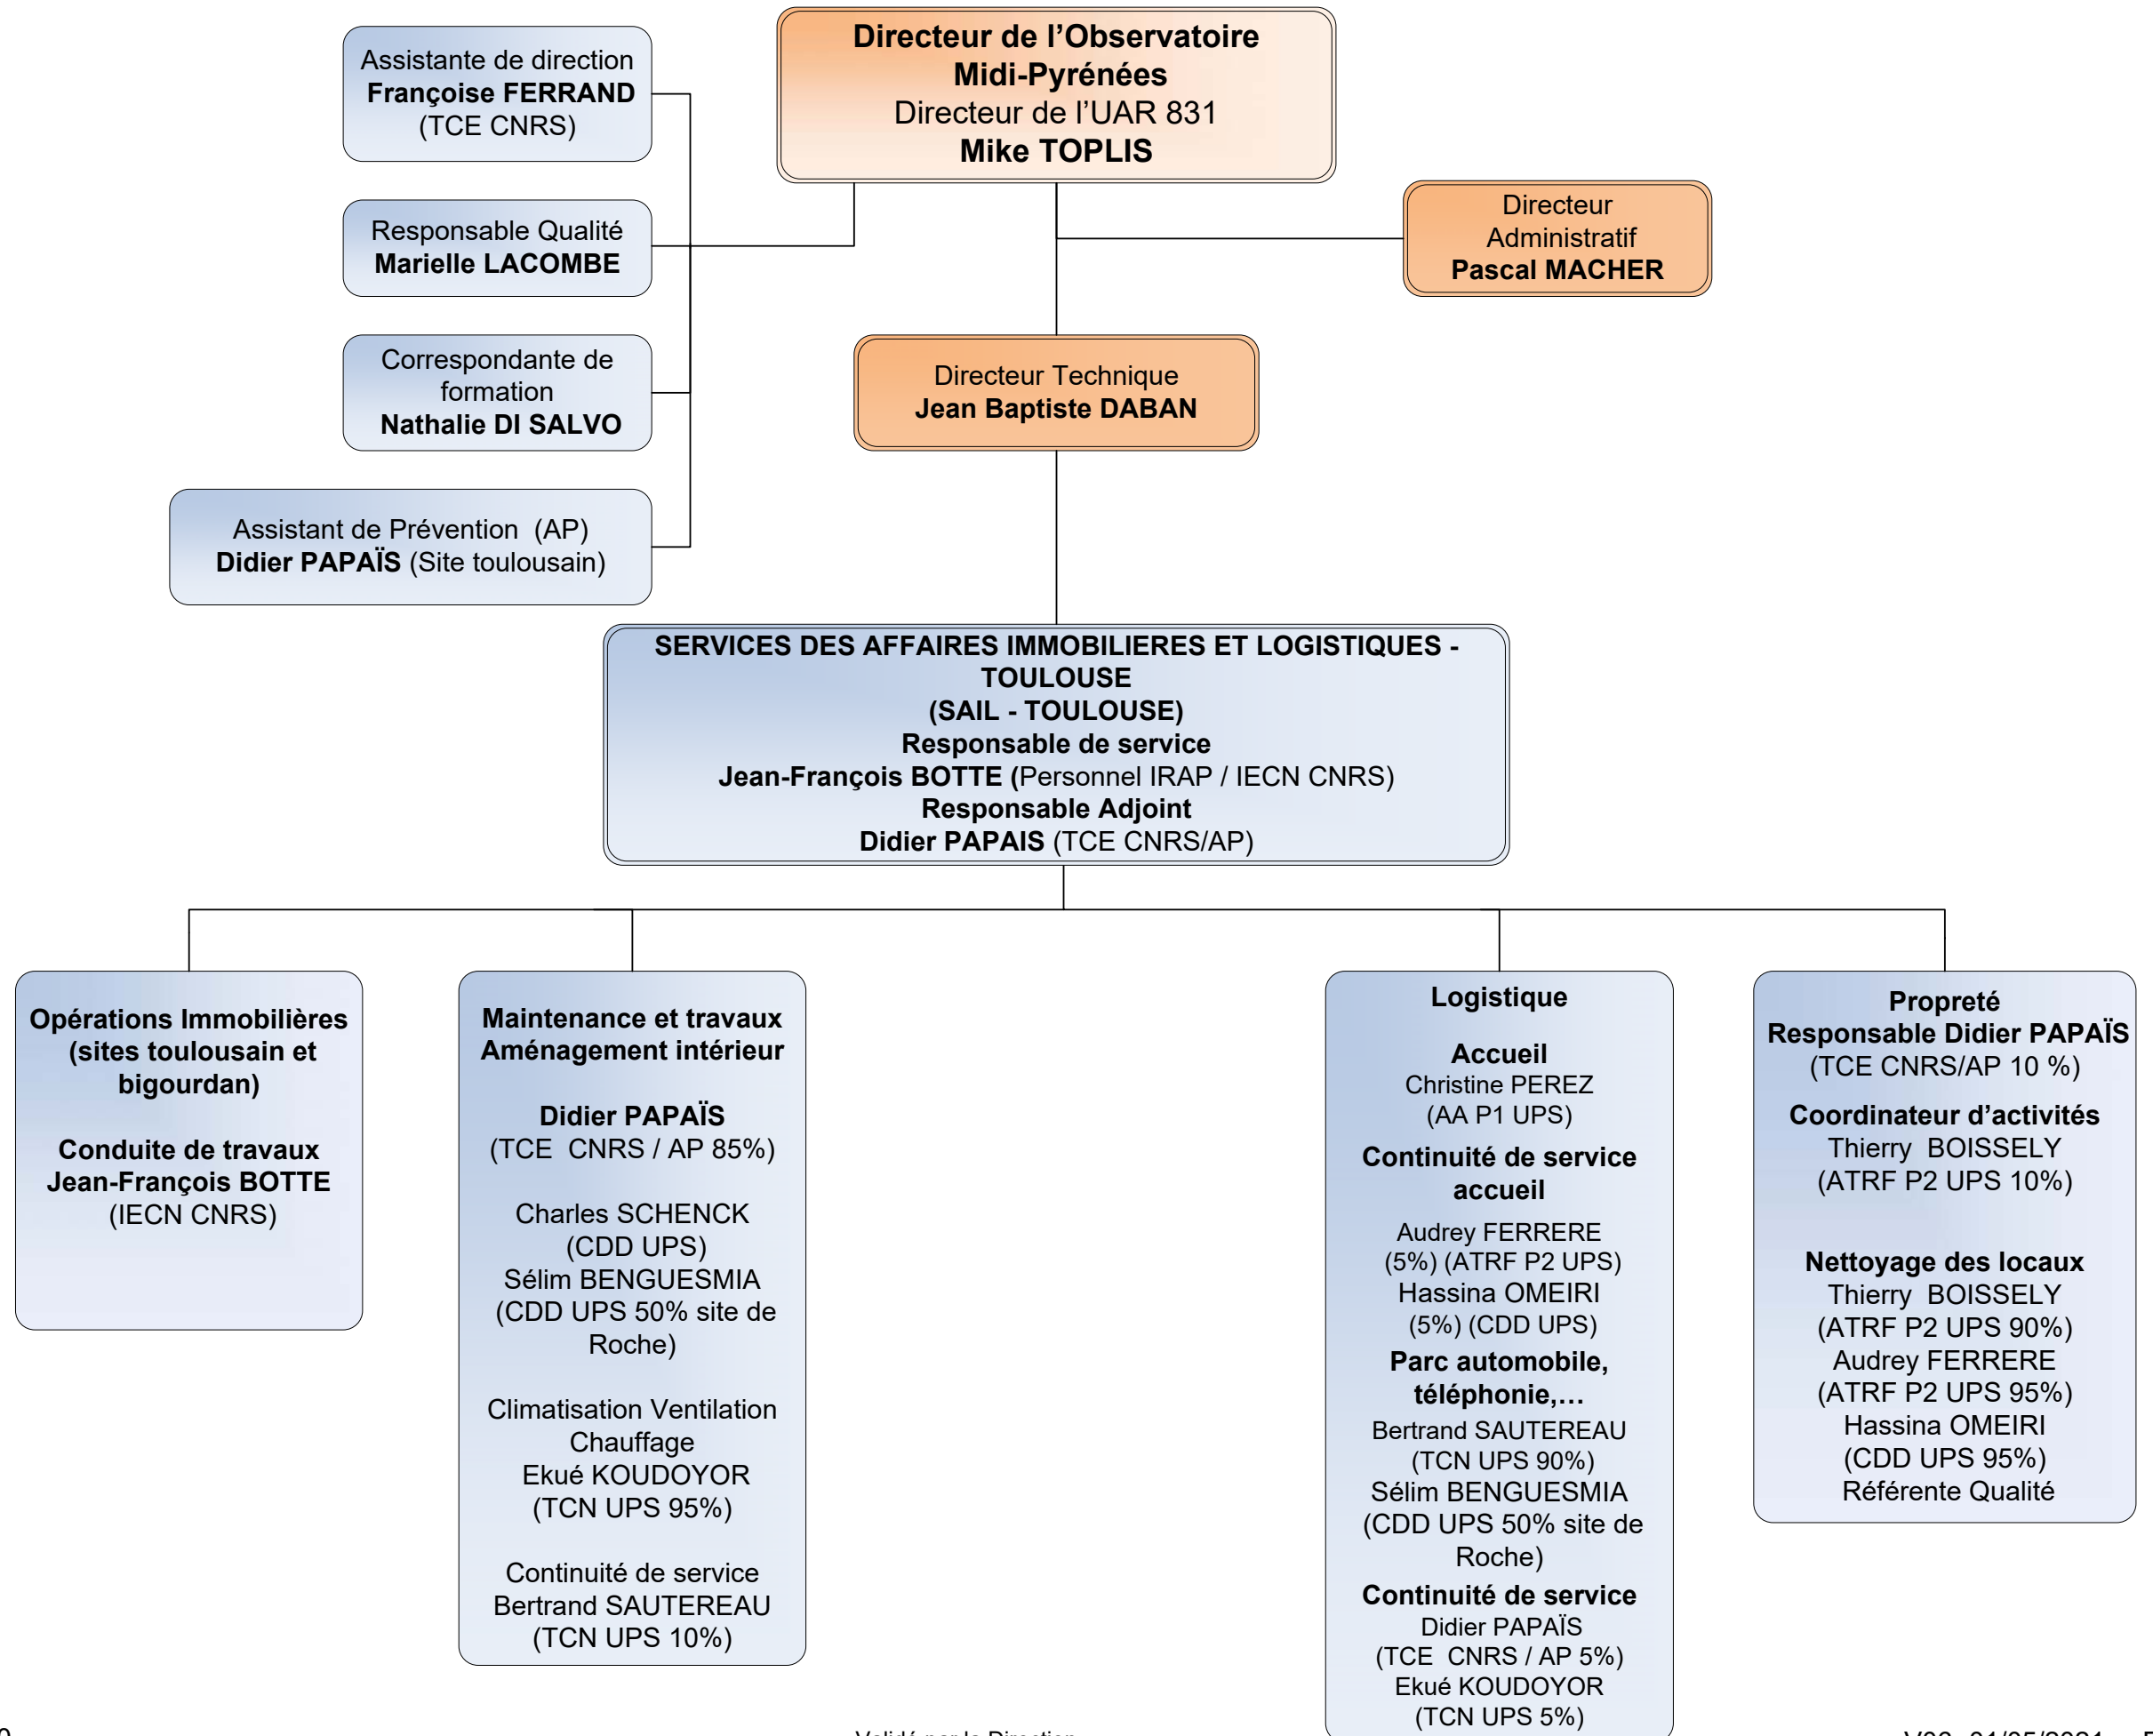 Directeur de l’Observatoire
Midi-Pyrénées
Directeur de l’UAR 831
Mike TOPLIS
Assistante de direction
Françoise FERRAND
(TCE CNRS)
Responsable Qualité
Marielle LACOMBE
Directeur
Administratif
Pascal MACHER
Correspondante de
formation
Nathalie DI SALVO
Directeur Technique
Jean Baptiste DABAN
Assistant de Prévention (AP)
Didier PAPAÏS (Site toulousain)
SERVICES DES AFFAIRES IMMOBILIERES ET LOGISTIQUES -
TOULOUSE
(SAIL - TOULOUSE)
Responsable de service
Jean-François BOTTE (Personnel IRAP / IECN CNRS)
Responsable Adjoint
Didier PAPAIS (TCE CNRS/AP)
Opérations Immobilières
(sites toulousain et
bigourdan)
Conduite de travaux
Jean-François BOTTE
(IECN CNRS)
Maintenance et travaux
Aménagement intérieur
Didier PAPAÏS
(TCE CNRS / AP 85%)
Charles SCHENCK
(CDD UPS)
Sélim BENGUESMIA
(CDD UPS 50% site de
Roche)
Climatisation Ventilation
Chauffage
Ekué KOUDOYOR
(TCN UPS 95%)
Continuité de service
Bertrand SAUTEREAU
(TCN UPS 10%)
Logistique
Accueil
Christine PEREZ
(AA P1 UPS)
Continuité de service
accueil
Audrey FERRERE
(5%) (ATRF P2 UPS)
Hassina OMEIRI
(5%) (CDD UPS)
Parc automobile,
téléphonie,…
Bertrand SAUTEREAU
(TCN UPS 90%)
Sélim BENGUESMIA
(CDD UPS 50% site de
Roche)
Continuité de service
Didier PAPAÏS
(TCE CNRS / AP 5%)
Ekué KOUDOYOR
(TCN UPS 5%)
Propreté
Responsable Didier PAPAÏS
(TCE CNRS/AP 10 %)
Coordinateur d’activités
Thierry BOISSELY
(ATRF P2 UPS 10%)
Nettoyage des locaux
Thierry BOISSELY
(ATRF P2 UPS 90%)
Audrey FERRERE
(ATRF P2 UPS 95%)
Hassina OMEIRI
(CDD UPS 95%)
Référente Qualité
Validé par la Direction